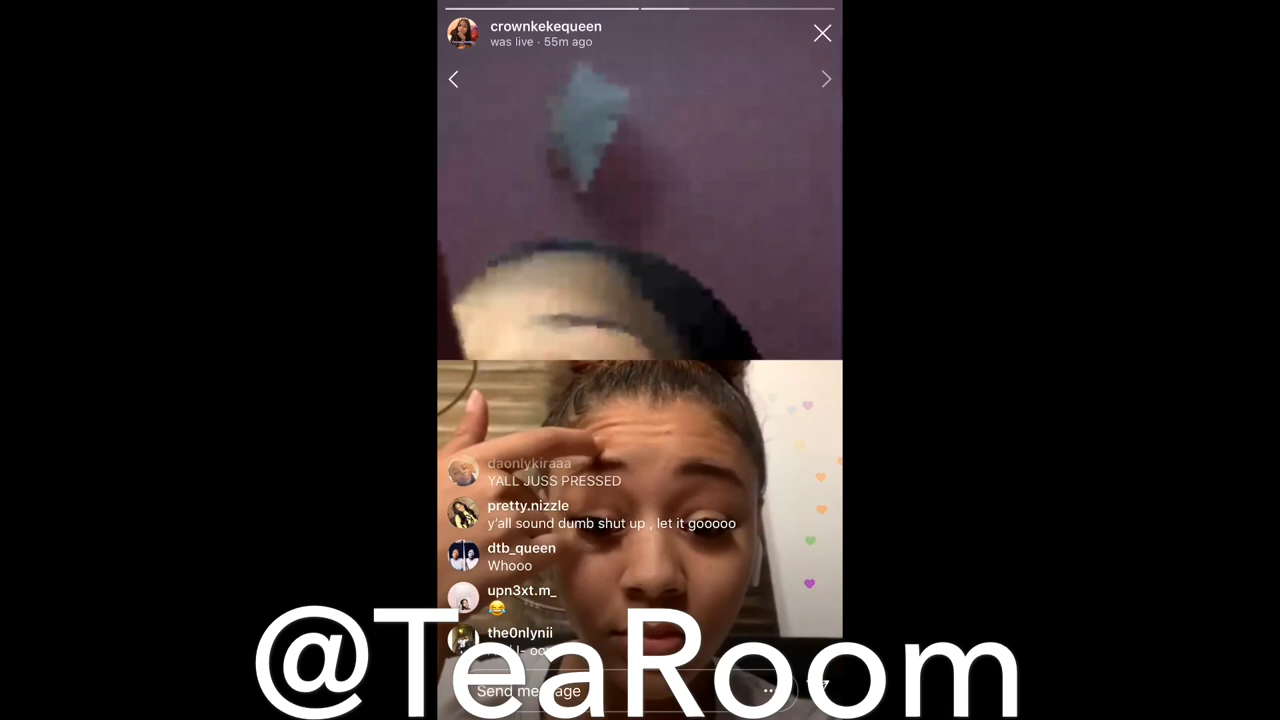 crownkekequeen
was live · 55m ago
daonlykiraaa
YALL JUSS PRESSED
pretty.nizzle
y'all sound dumb shut up , let it gooooo
dtb_queen
Whooo
upn3xt.m_
😂
the0nlynii
Send message
@TeaRoom